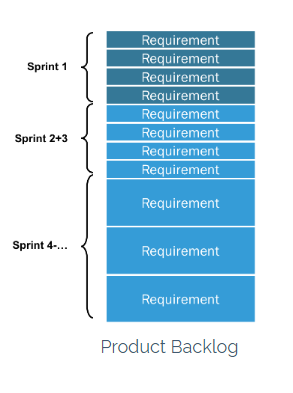 Sprint 1
Requirement
Requirement
Requirement
Requirement
Sprint 2+3
Requirement
Requirement
Requirement
Requirement
Sprint 4-...
Requirement
Requirement
Requirement
Product Backlog